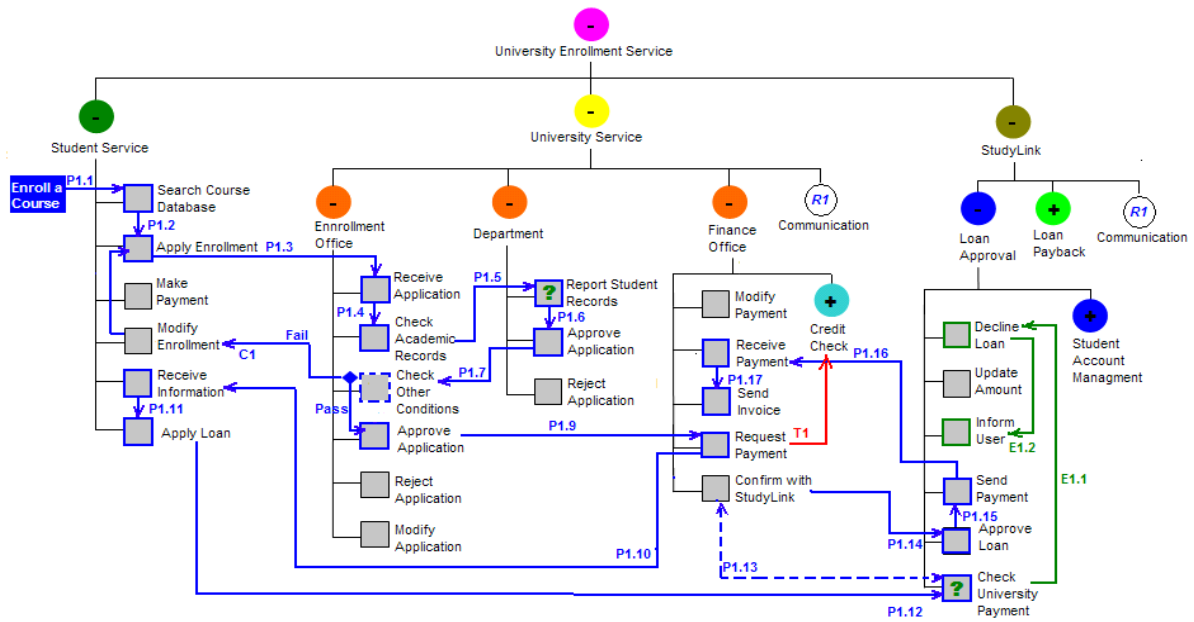 -
University Enrollment Service
-
Student Service
-
University Service
-
StudyLink
Enroll a
Course
P1.1
Search Course
Database
P1.2
Apply Enrollment
P1.3
Make
Payment
Modify
Enrollment
C1
Fail
Receive
Information
P1.11
Apply Loan
-
Ennrollment
Office
Receive
Application
P1.4
Check
Academic
Records
P1.5
Check
Other
Conditions
P1.7
Pass
Approve
Application
P1.9
Reject
Application
Modify
Application
P1.10
-
Department
?
Report Student
Records
P1.6
Approve
Application
Reject
Application
-
Finance
Office
R1
Communication
Modify
Payment
+
Credit
Check
Receive
Payment
P1.16
P1.17
Send
Invoice
Request
Payment
T1
Confirm with
StudyLink
P1.13
P1.14
P1.12
-
Loan
Approval
+
Loan
Payback
R1
Communication
Decline
Loan
+
Student
Account
Managment
Update
Amount
Inform
User
E1.2
E1.1
Send
Payment
P1.15
Approve
Loan
?
Check
University
Payment